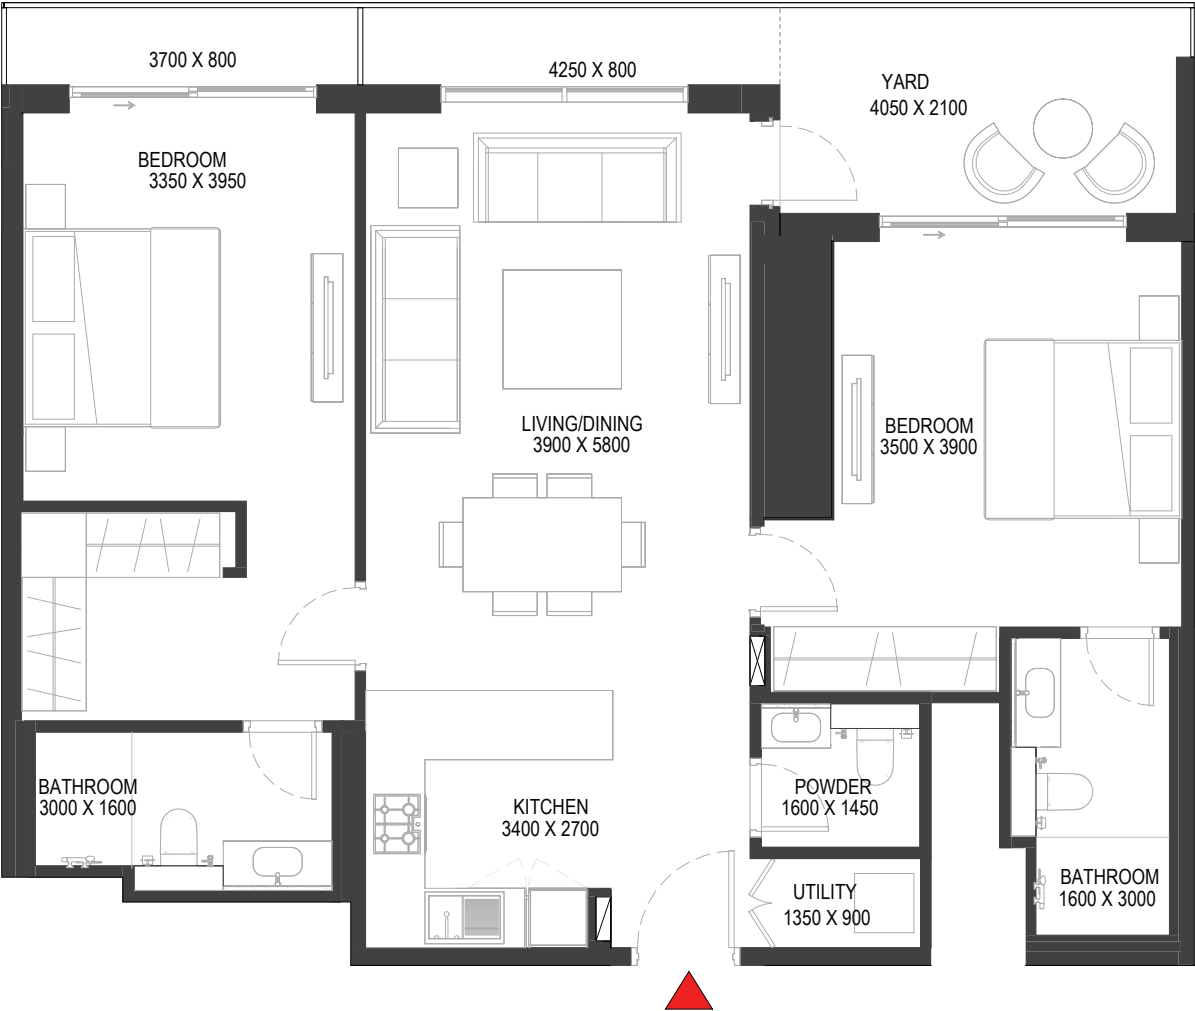 3700 X 800
4250 X 800
YARD
4050 X 2100
BEDROOM
3350 X 3950
LIVING/DINING
3900 X 5800
BEDROOM
3500 X 3900
BATHROOM
3000 X 1600
KITCHEN
3400 X 2700
POWDER
1600 X 1450
UTILITY
1350 X 900
BATHROOM
1600 X 3000